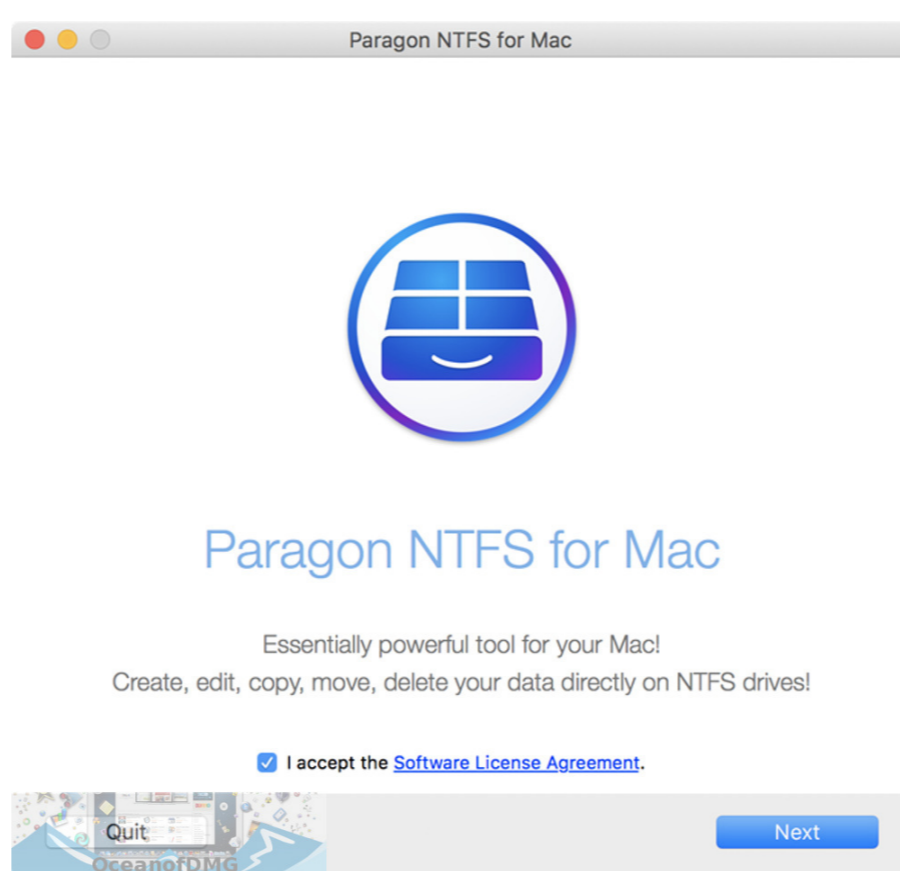 Paragon NTFS for Mac
Paragon NTFS for Mac
Essentially powerful tool for your Mac!
Create, edit, copy, move, delete your data directly on NTFS drives!
I accept the Software License Agreement.
Quit
Next
OceanofDMG